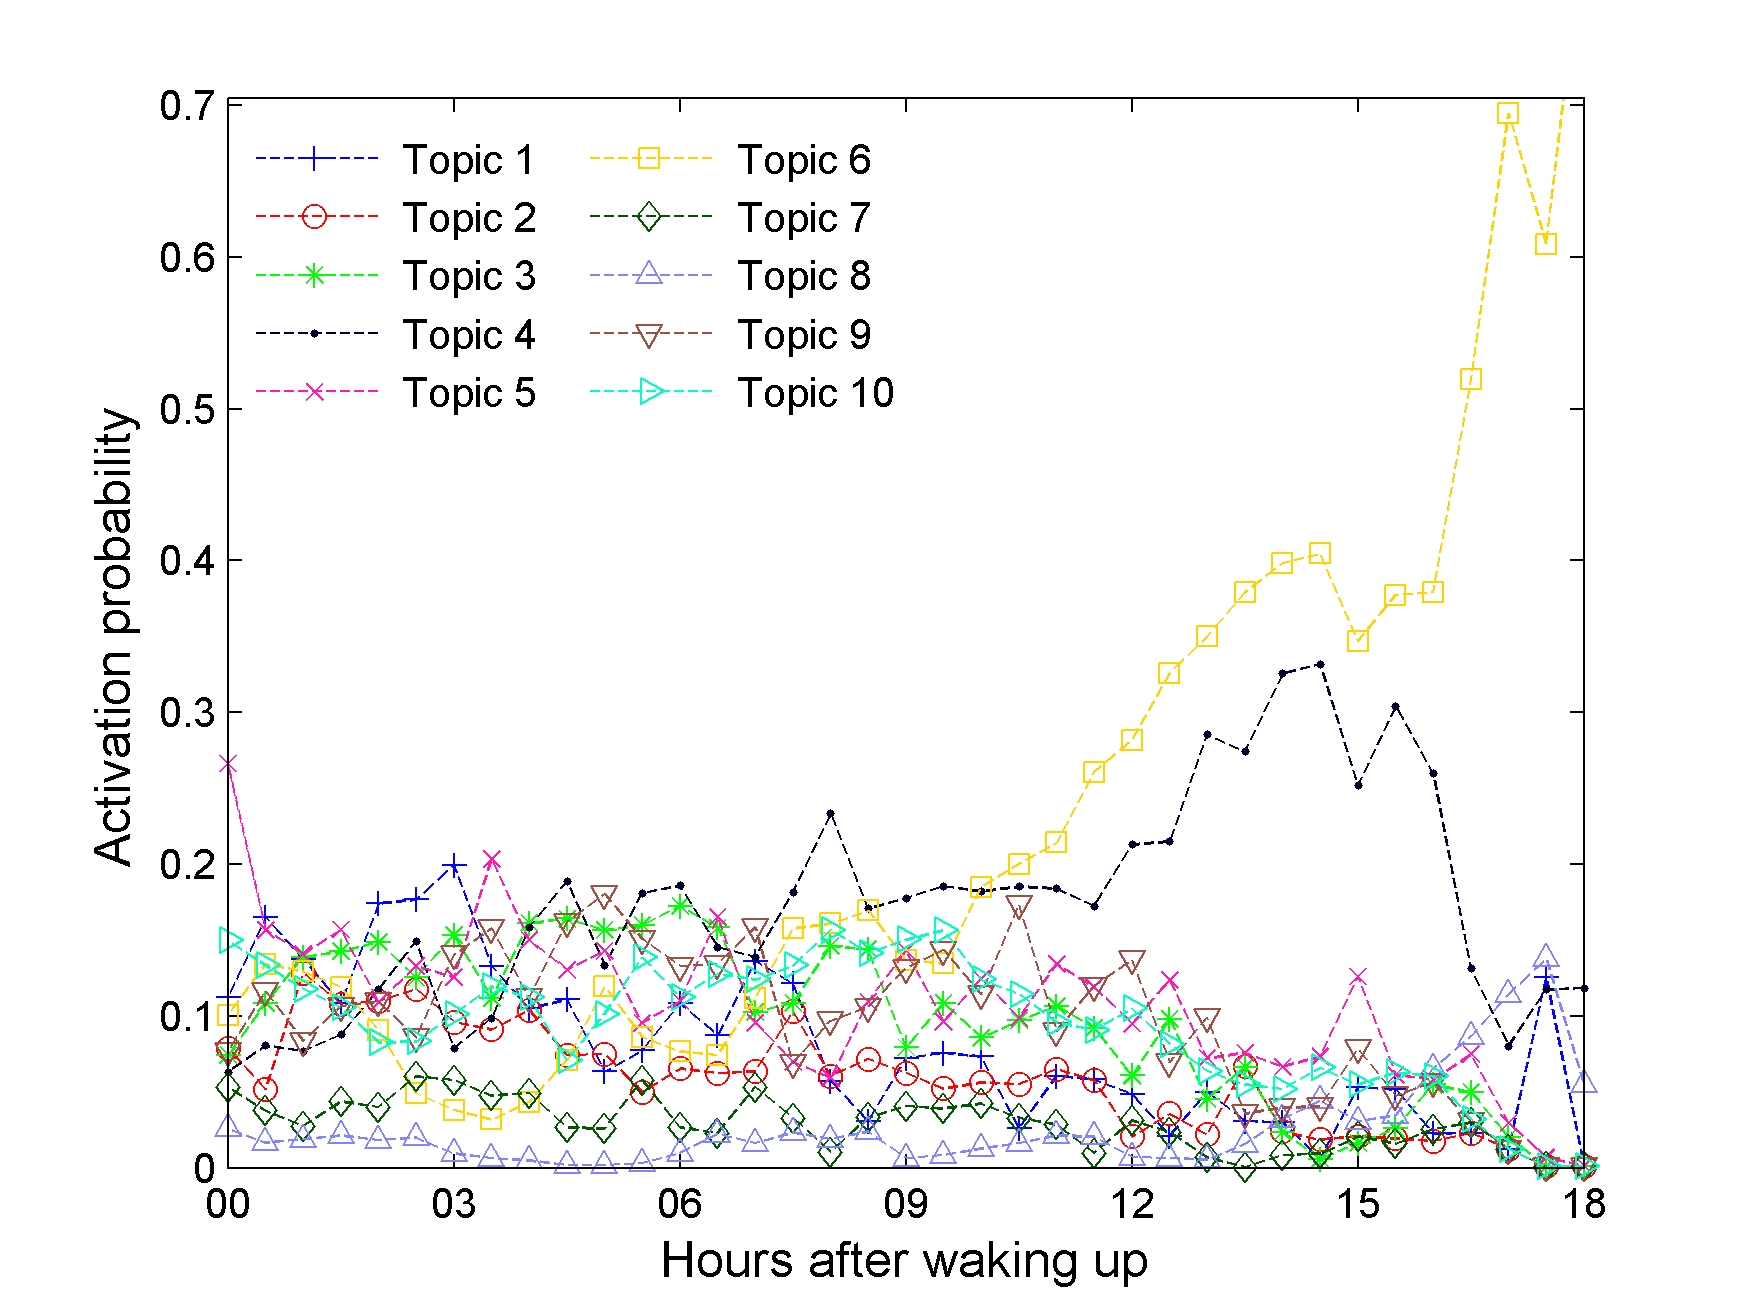 0.7
0.6
0.5
0.4
0.3
0.2
0.1
0
Activation probability
Topic 1
Topic 2
Topic 3
Topic 4
Topic 5
Topic 6
Topic 7
Topic 8
Topic 9
Topic 10
00 03 06 09 12 15 18
Hours after waking up